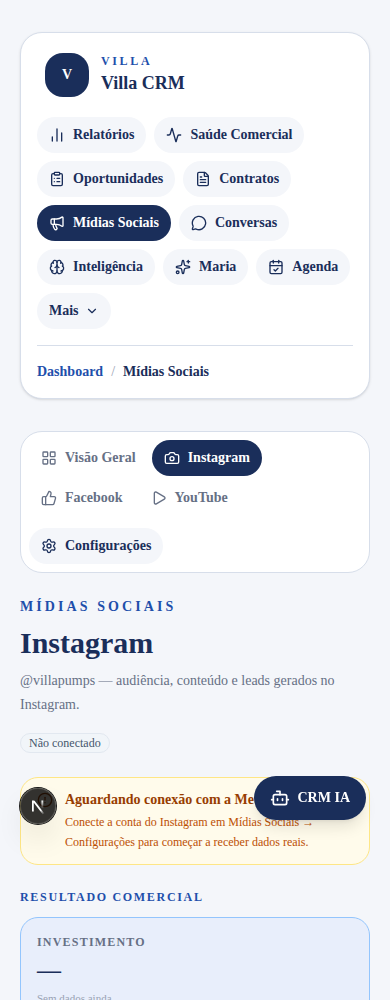 V
VILLA
Villa CRM
Relatórios
Saúde Comercial
Oportunidades
Contratos
Mídias Sociais
Conversas
Inteligência
Maria
Agenda
Mais
Dashboard / Mídias Sociais
Visão Geral
Instagram
Facebook
YouTube
Configurações
MÍDIAS SOCIAIS
Instagram
@villapumps — audiência, conteúdo e leads gerados no
Instagram.
Não conectado
Aguardando conexão com a
CRM IA
Conecte a conta do Instagram em Mídias Sociais →
Configurações para começar a receber dados reais.
RESULTADO COMERCIAL
INVESTIMENTO
—
Sem dados ainda